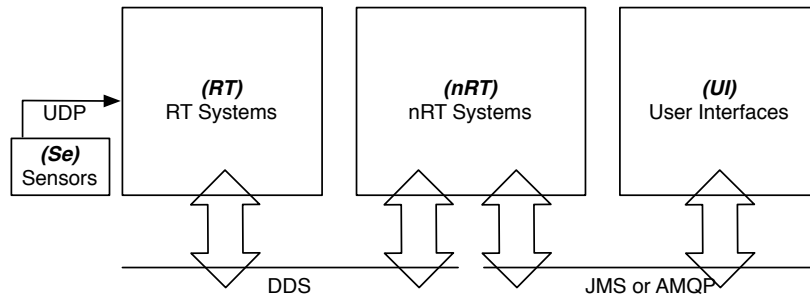 (RT)
RT Systems
(nRT)
nRT Systems
(UI)
User Interfaces
UDP
(Se)
Sensors
DDS
JMS or AMQP